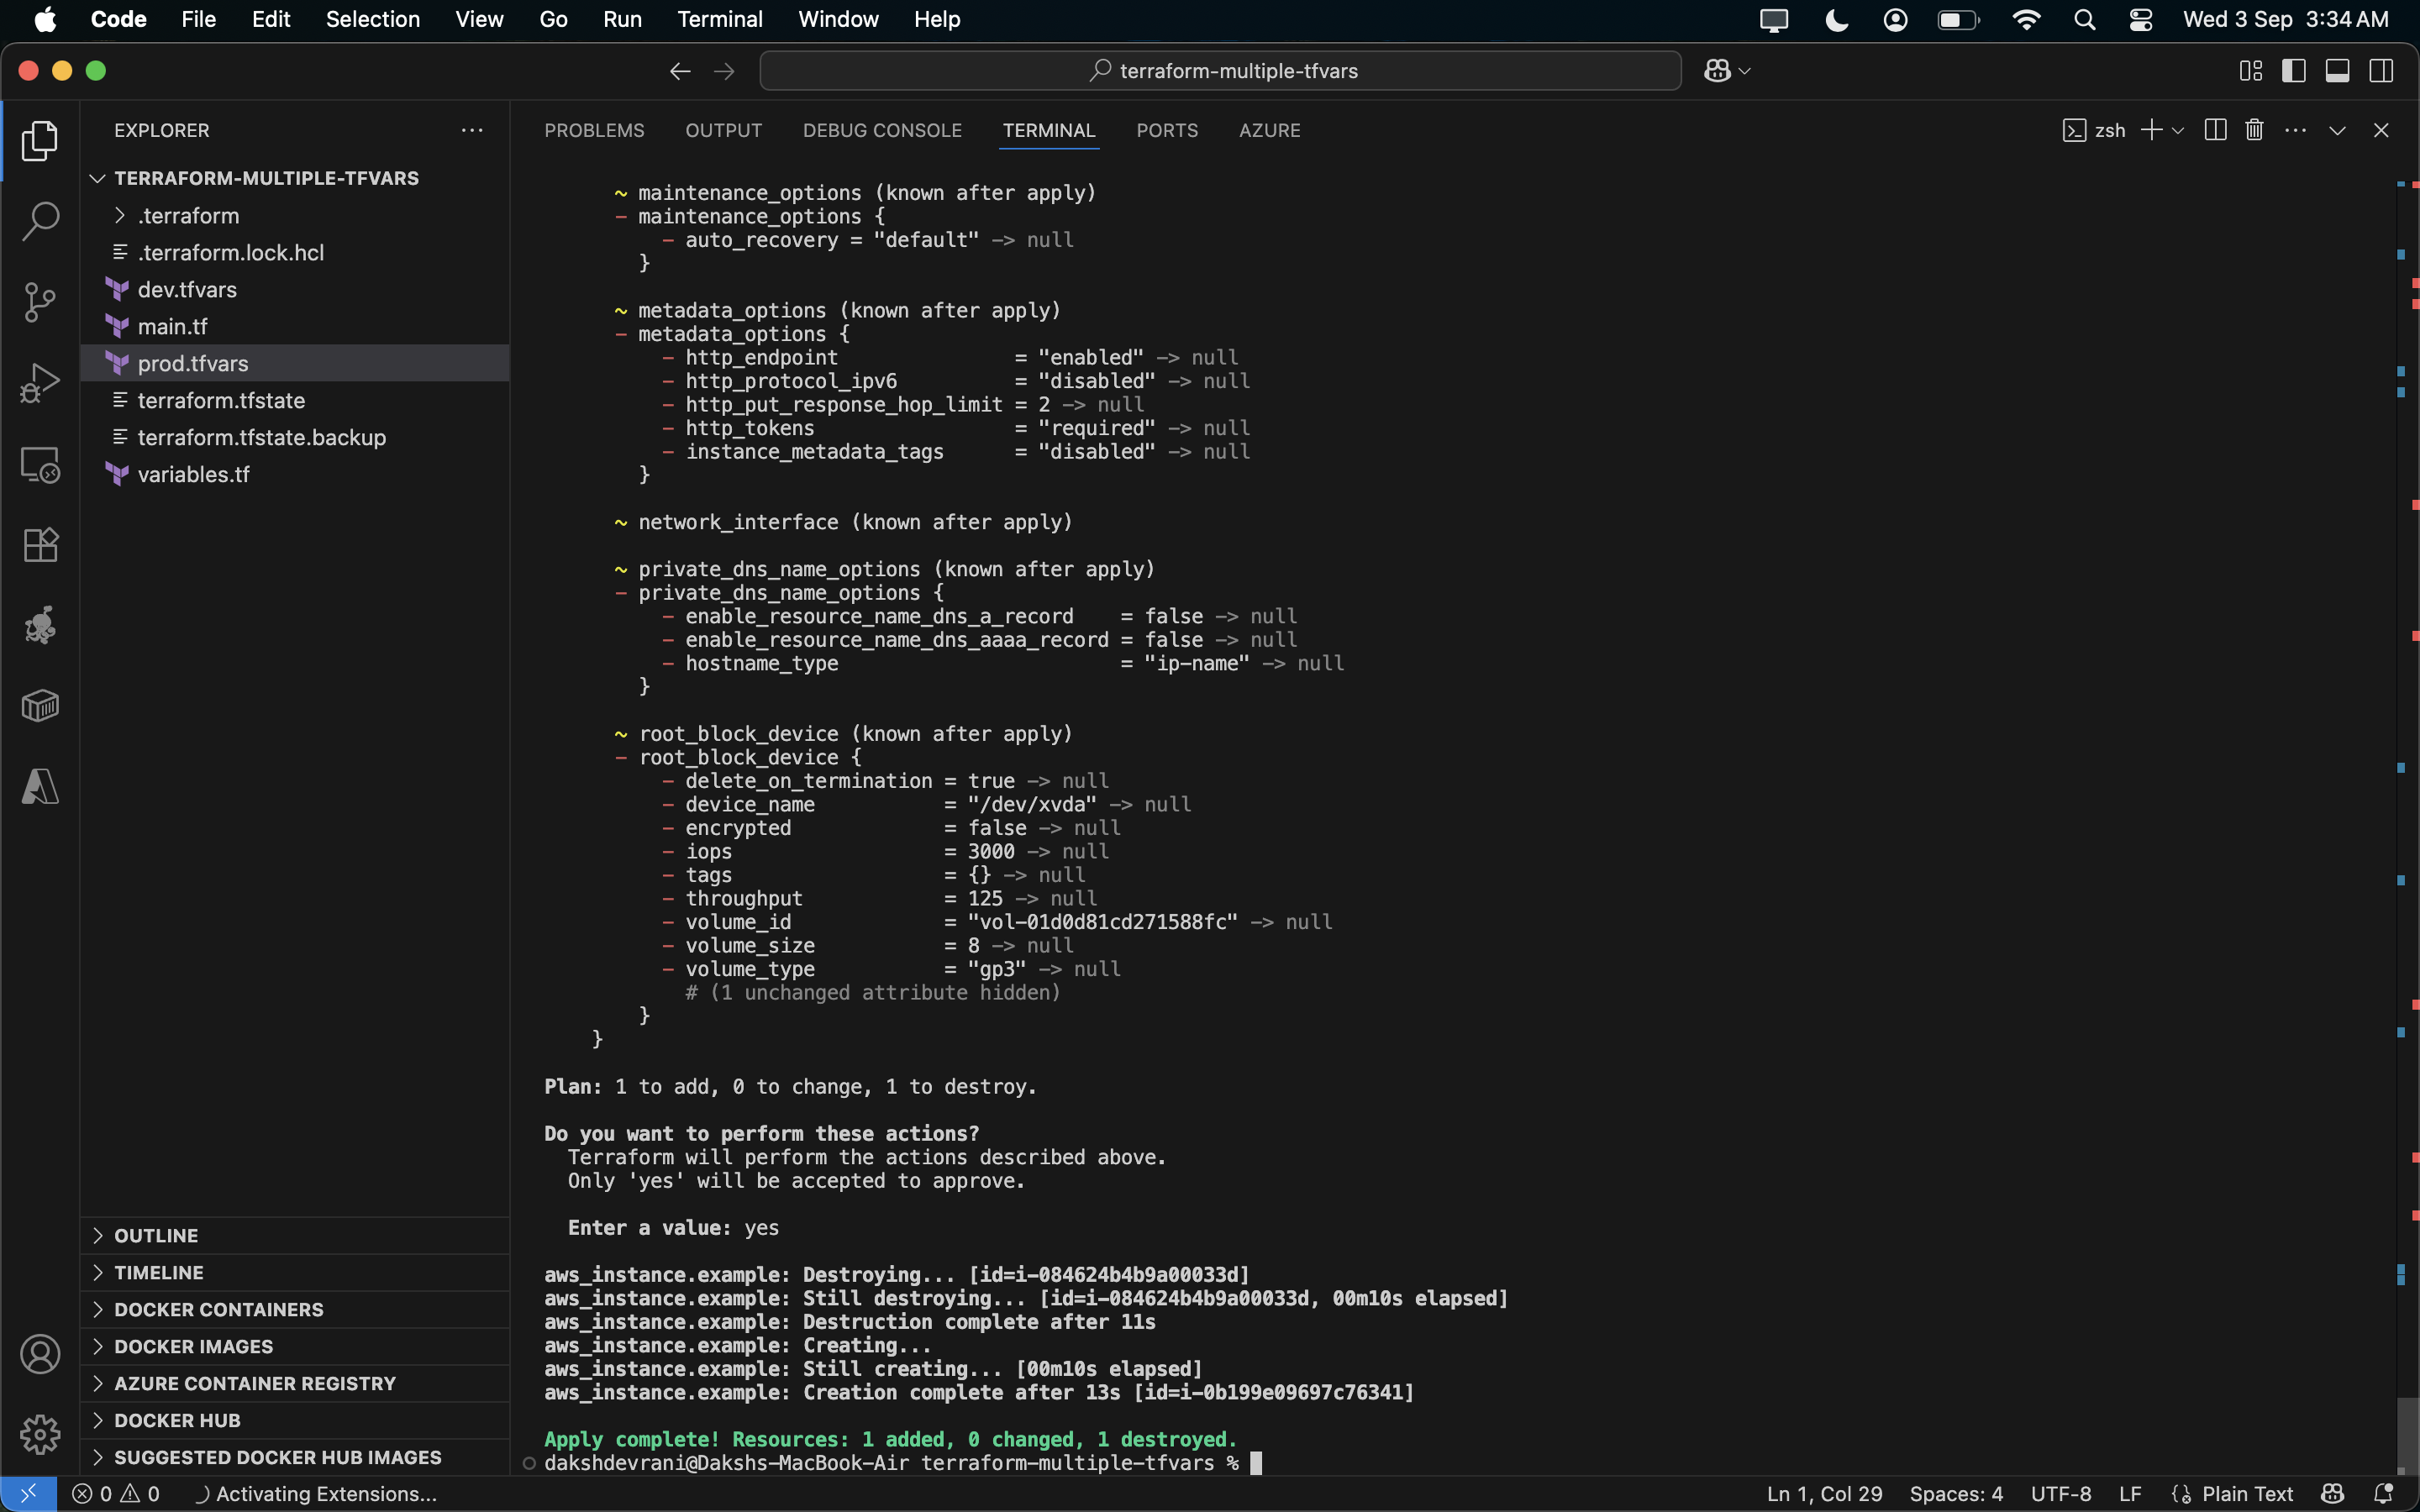 Code File Edit Selection View Go Run Terminal Window Help Wed 3 Sep 3:34 AM
terraform-multiple-tfvars
EXPLORER
TERRAFORM-MULTIPLE-TFVARS
.terraform
.terraform.lock.hcl
dev.tfvars
main.tf
prod.tfvars
terraform.tfstate
terraform.tfstate.backup
variables.tf
OUTLINE
TIMELINE
DOCKER CONTAINERS
DOCKER IMAGES
AZURE CONTAINER REGISTRY
DOCKER HUB
SUGGESTED DOCKER HUB IMAGES
PROBLEMS OUTPUT DEBUG CONSOLE TERMINAL PORTS AZURE zsh
~ maintenance_options (known after apply)
- maintenance_options {
- auto_recovery = "default" -> null
}
~ metadata_options (known after apply)
- metadata_options {
- http_endpoint = "enabled" -> null
- http_protocol_ipv6 = "disabled" -> null
- http_put_response_hop_limit = 2 -> null
- http_tokens = "required" -> null
- instance_metadata_tags = "disabled" -> null
}
~ network_interface (known after apply)
~ private_dns_name_options (known after apply)
- private_dns_name_options {
- enable_resource_name_dns_a_record = false -> null
- enable_resource_name_dns_aaaa_record = false -> null
- hostname_type = "ip-name" -> null
}
~ root_block_device (known after apply)
- root_block_device {
- delete_on_termination = true -> null
- device_name = "/dev/xvda" -> null
- encrypted = false -> null
- iops = 3000 -> null
- tags = {} -> null
- throughput = 125 -> null
- volume_id = "vol-01d0d81cd271588fc" -> null
- volume_size = 8 -> null
- volume_type = "gp3" -> null
# (1 unchanged attribute hidden)
}
}
Plan: 1 to add, 0 to change, 1 to destroy.
Do you want to perform these actions?
Terraform will perform the actions described above.
Only 'yes' will be accepted to approve.
Enter a value: yes
aws_instance.example: Destroying... [id=i-084624b4b9a00033d]
aws_instance.example: Still destroying... [id=i-084624b4b9a00033d, 00m10s elapsed]
aws_instance.example: Destruction complete after 11s
aws_instance.example: Creating...
aws_instance.example: Still creating... [00m10s elapsed]
aws_instance.example: Creation complete after 13s [id=i-0b199e09697c76341]
Apply complete! Resources: 1 added, 0 changed, 1 destroyed.
dakshdevrani@Dakshs-MacBook-Air terraform-multiple-tfvars %
0 0 Activating Extensions... Ln 1, Col 29 Spaces: 4 UTF-8 LF Plain Text